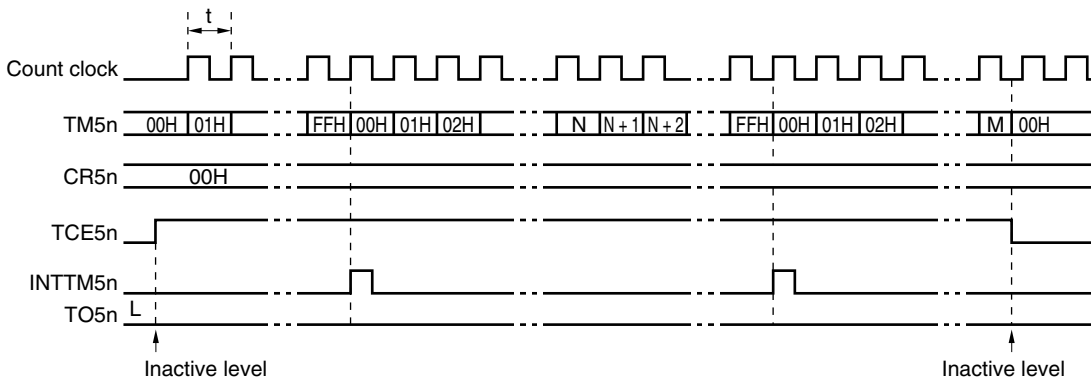 t
Count clock
TM5n 00H 01H FFH 00H 01H 02H N N + 1 N + 2 FFH 00H 01H 02H M 00H
CR5n 00H
TCE5n
INTTM5n
TO5n L
Inactive level Inactive level